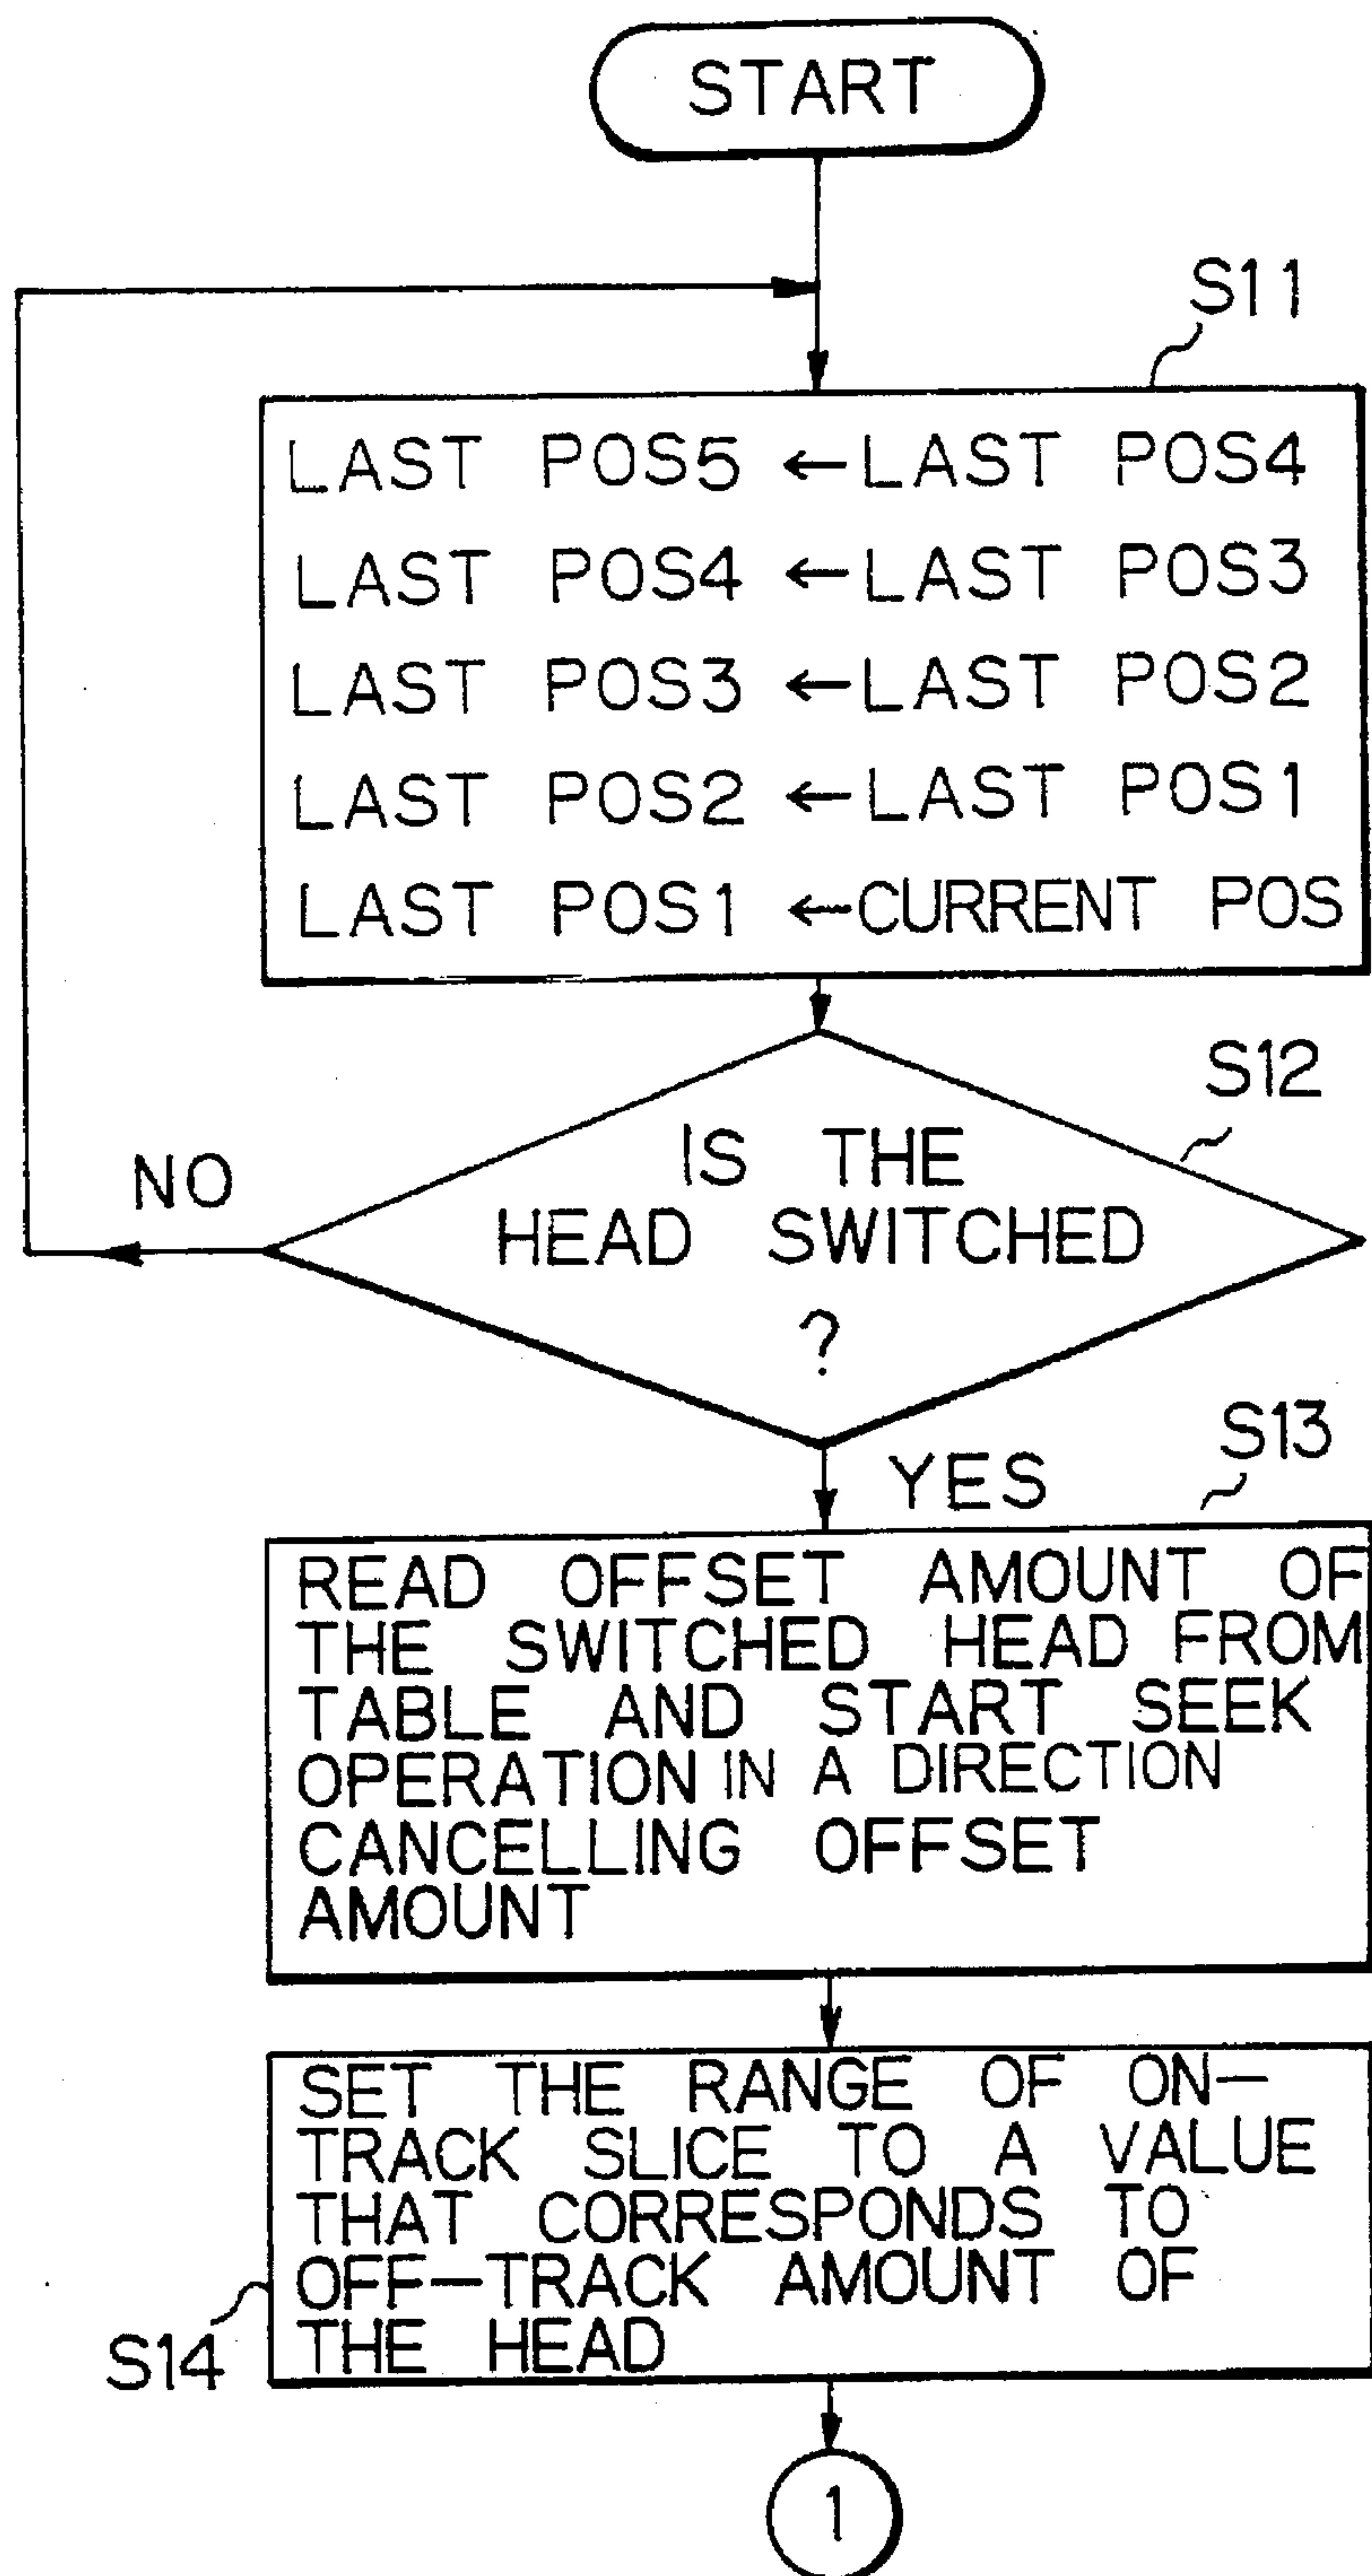 START
S11
LAST POS5 ←LAST POS4
LAST POS4 ←LAST POS3
LAST POS3 ←LAST POS2
LAST POS2 ←LAST POS1
LAST POS1 ←CURRENT POS
S12
NO
IS THE
HEAD SWITCHED
?
YES
S13
READ OFFSET AMOUNT OF
THE SWITCHED HEAD FROM
TABLE AND START SEEK
OPERATION IN A DIRECTION
CANCELLING OFFSET
AMOUNT
SET THE RANGE OF ON-
TRACK SLICE TO A VALUE
THAT CORRESPONDS TO
OFF-TRACK AMOUNT OF
THE HEAD
S14
1